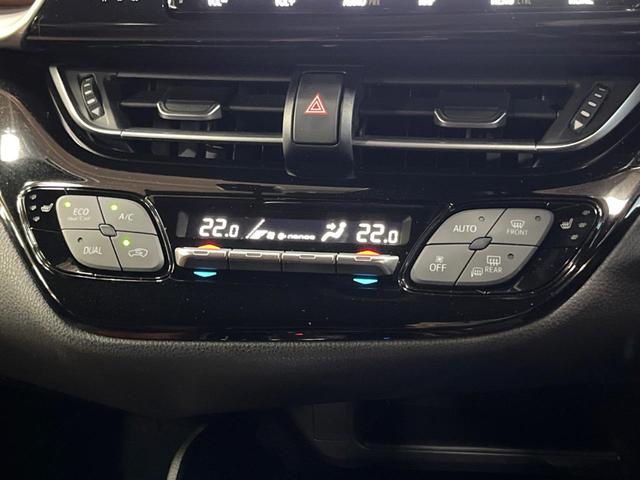 ECO
A/C
DUAL
22.0
nanoe
22.0
AUTO
FRONT
OFF
REAR